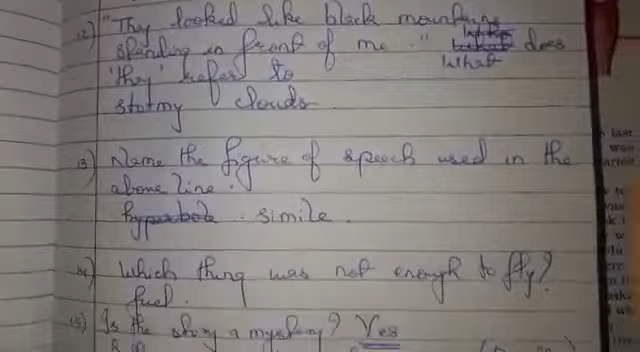 12) "They looked like black mountains
standing in front of me." does
What
'they' refer to
stormy clouds.
13) Name the figure of speech used in the
above line.
hyperbole. simile.
14) Which thing was not enough to fly?
fuel.
15) Is the story a mystery? Yes